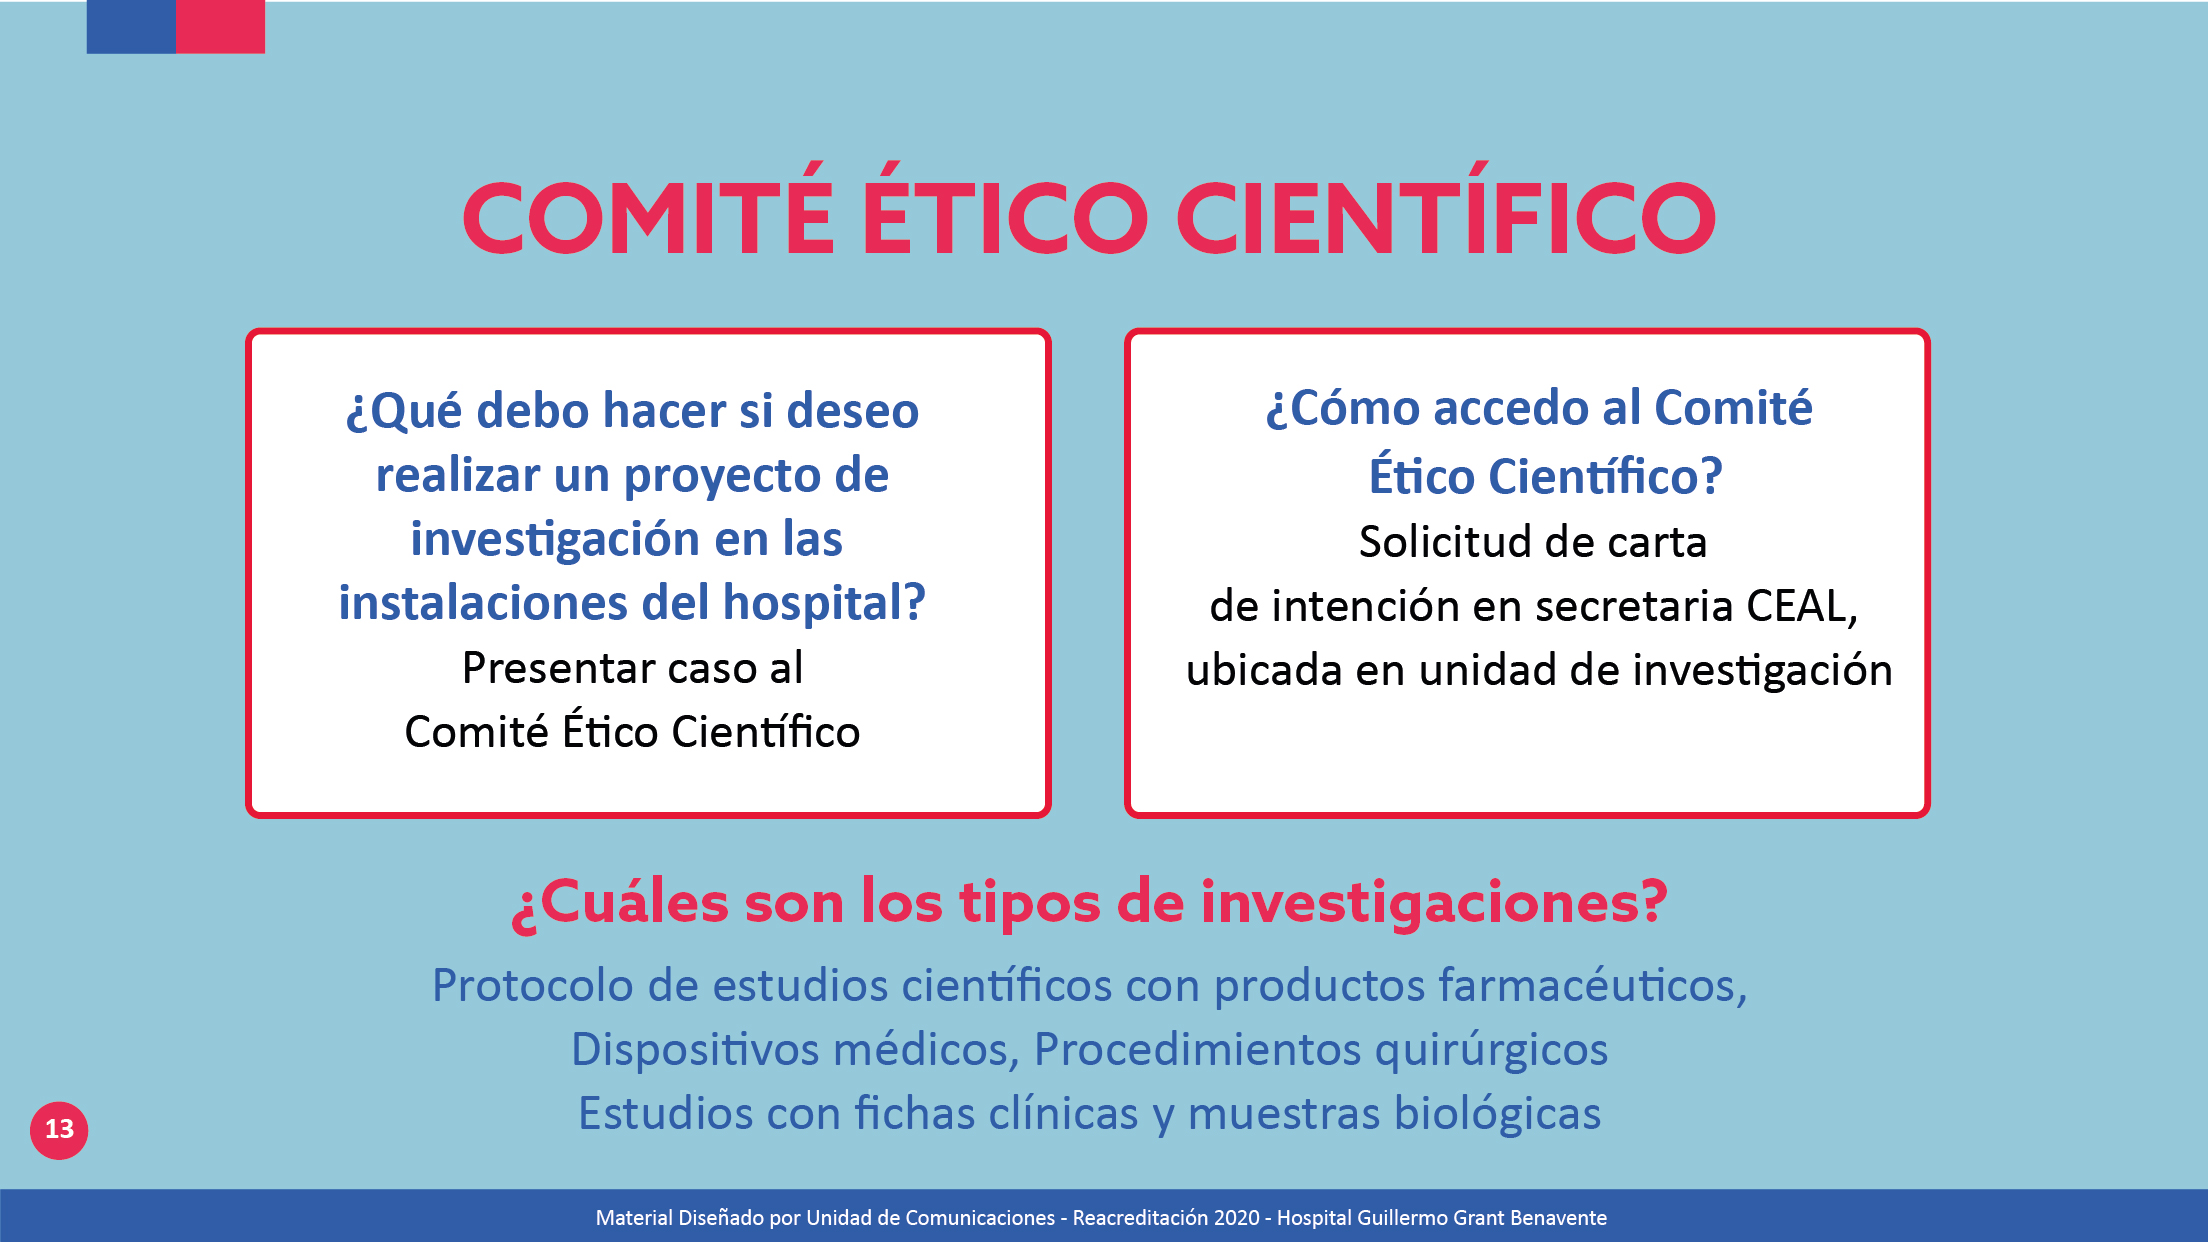 COMITÉ ÉTICO CIENTÍFICO
¿Qué debo hacer si deseo
realizar un proyecto de
investigación en las
instalaciones del hospital?
Presentar caso al
Comité Ético Científico
¿Cómo accedo al Comité
Ético Científico?
Solicitud de carta
de intención en secretaria CEAL,
ubicada en unidad de investigación
¿Cuáles son los tipos de investigaciones?
Protocolo de estudios científicos con productos farmacéuticos,
Dispositivos médicos, Procedimientos quirúrgicos
Estudios con fichas clínicas y muestras biológicas
13
Material Diseñado por Unidad de Comunicaciones - Reacreditación 2020 - Hospital Guillermo Grant Benavente